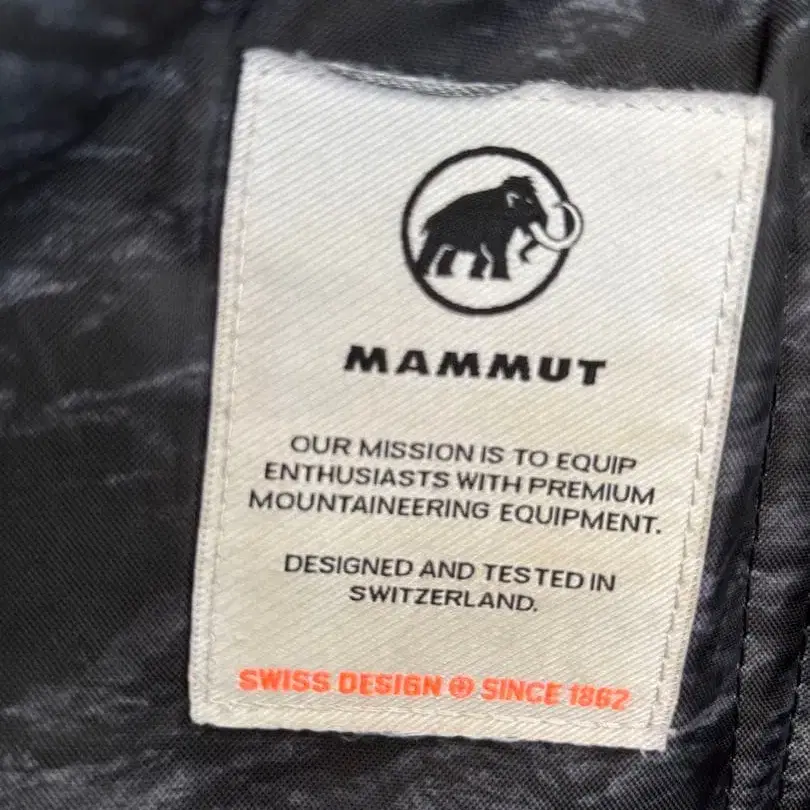 MAMMUT
OUR MISSION IS TO EQUIP
ENTHUSIASTS WITH PREMIUM
MOUNTAINEERING EQUIPMENT.
DESIGNED AND TESTED IN
SWITZERLAND.
SWISS DESIGN SINCE 1862